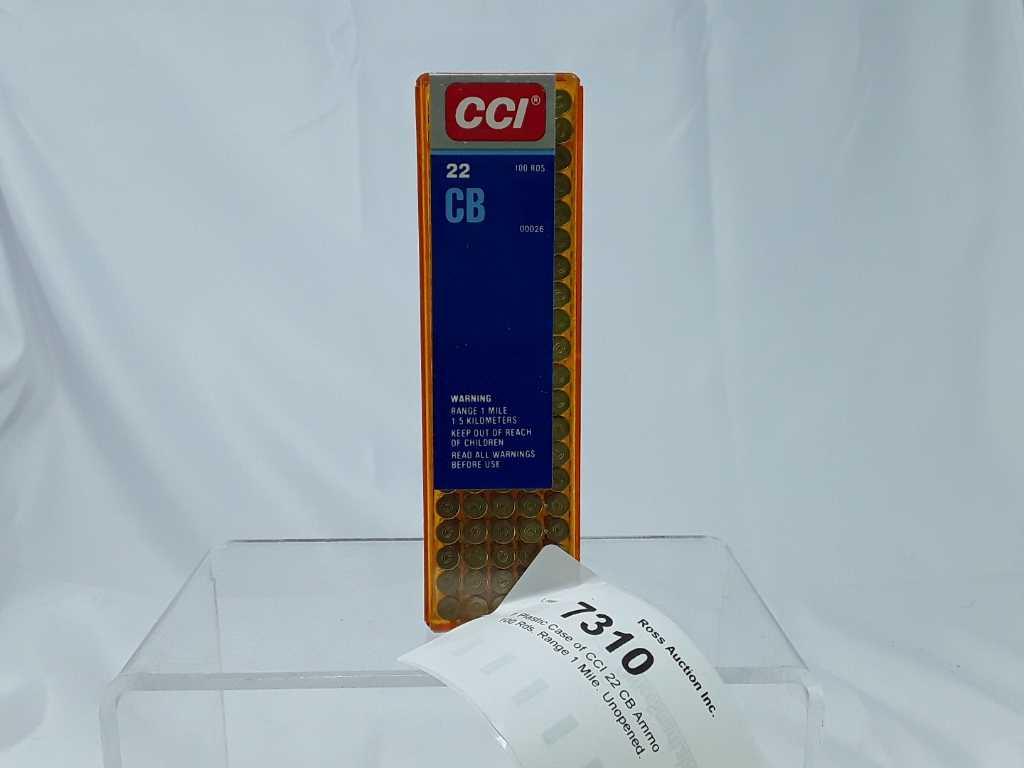 CCI®
22 100 RDS
CB
00026
WARNING
RANGE 1 MILE
1.5 KILOMETERS
KEEP OUT OF REACH
OF CHILDREN
READ ALL WARNINGS
BEFORE USE
Ross Auction Inc.
7310
1 Plastic Case of CCI 22 CB Ammo
100 Rds. Range 1 Mile. Unopened.